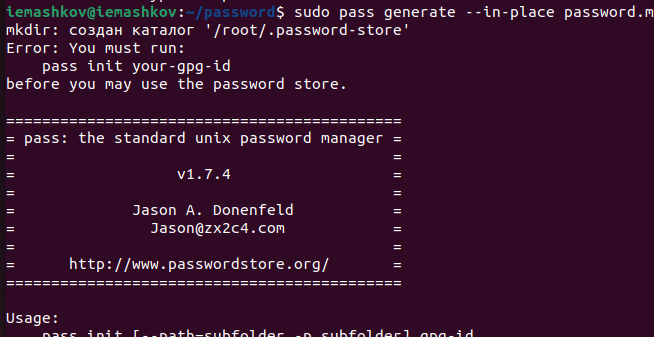 iemashkov@iemashkov:~/password$ sudo pass generate --in-place password.m
mkdir: создан каталог '/root/.password-store'
Error: You must run:
    pass init your-gpg-id
before you may use the password store.
============================================
= pass: the standard unix password manager =
=                                          =
=                  v1.7.4                  =
=                                          =
=             Jason A. Donenfeld           =
=               Jason@zx2c4.com            =
=                                          =
=      http://www.passwordstore.org/       =
============================================
Usage:
    pass init [--path=subfolder,-p subfolder] gpg-id